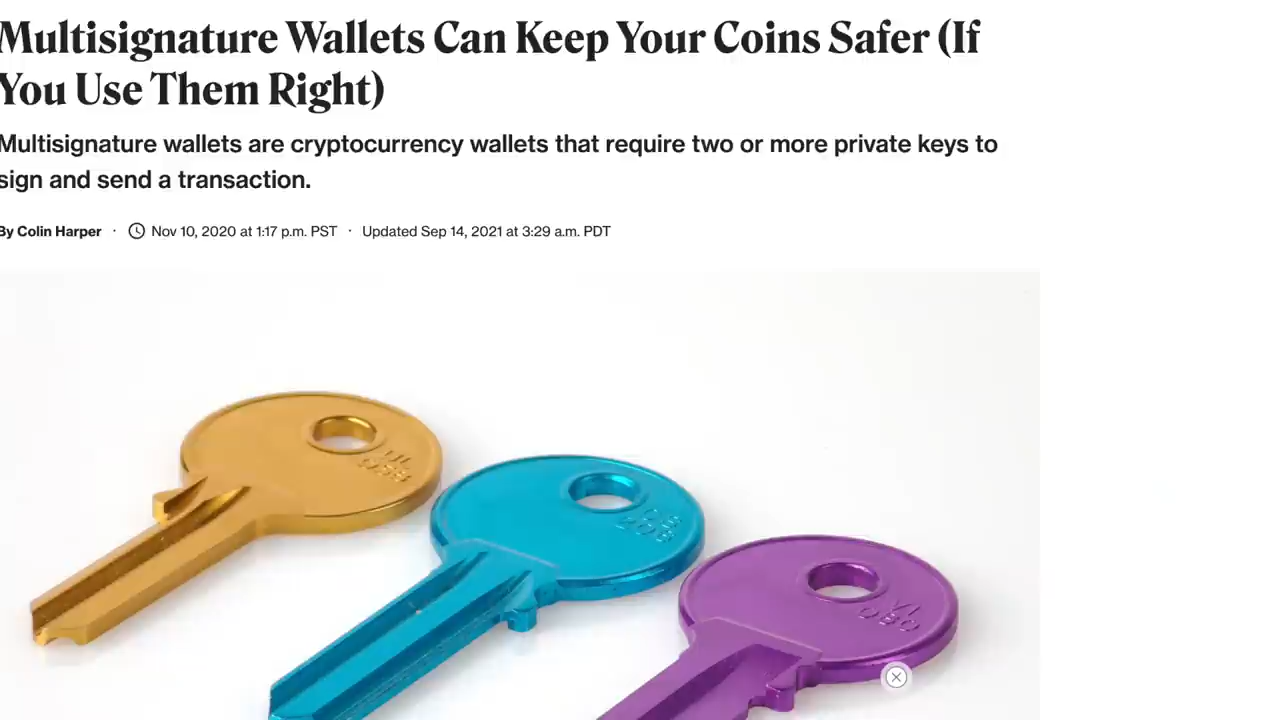 Multisignature Wallets Can Keep Your Coins Safer (If
You Use Them Right)
Multisignature wallets are cryptocurrency wallets that require two or more private keys to
sign and send a transaction.
By Colin Harper · Nov 10, 2020 at 1:17 p.m. PST · Updated Sep 14, 2021 at 3:29 a.m. PDT